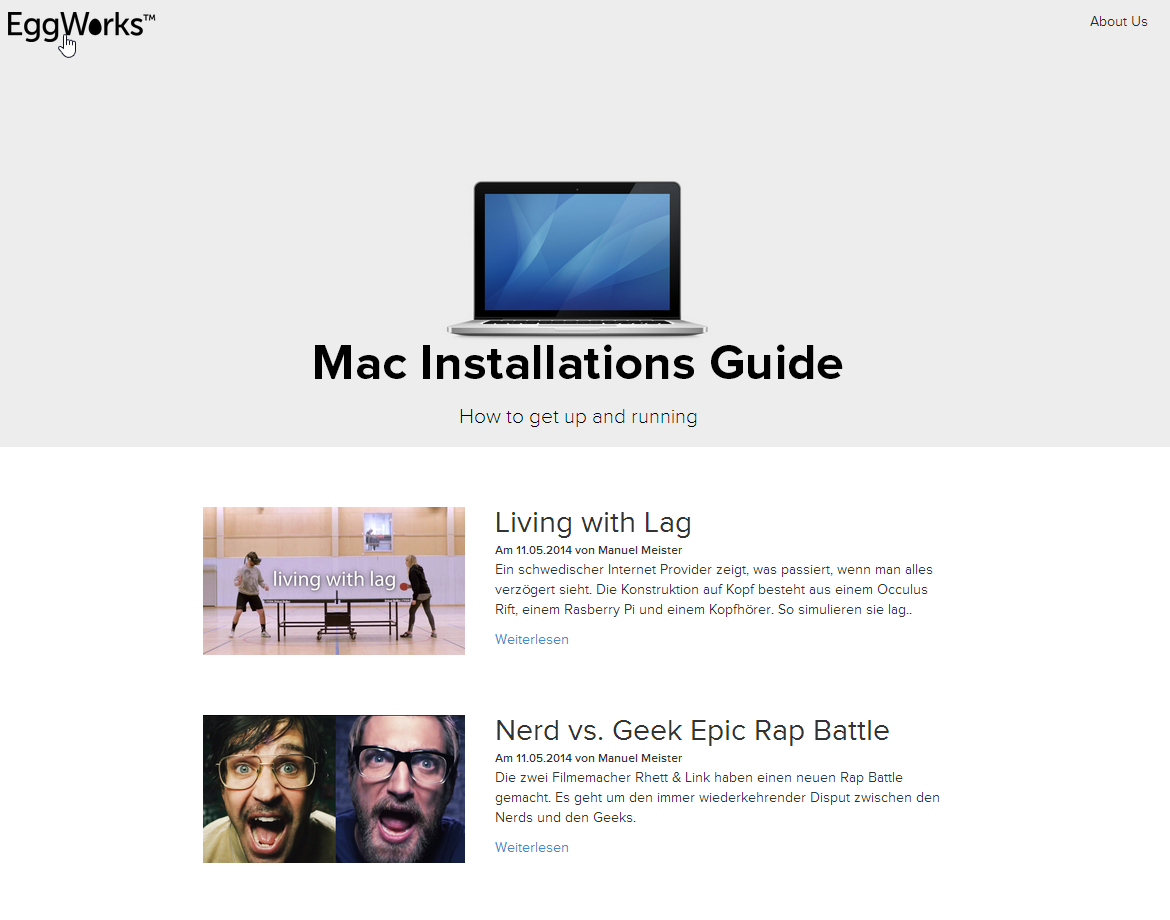 EggWorks™
About Us
Mac Installations Guide
How to get up and running
living with lag
Living with Lag
Am 11.05.2014 von Manuel Meister
Ein schwedischer Internet Provider zeigt, was passiert, wenn man alles
verzögert sieht. Die Konstruktion auf Kopf besteht aus einem Occulus
Rift, einem Rasberry Pi und einem Kopfhörer. So simulieren sie lag..
Weiterlesen
Nerd vs. Geek Epic Rap Battle
Am 11.05.2014 von Manuel Meister
Die zwei Filmemacher Rhett & Link haben einen neuen Rap Battle
gemacht. Es geht um den immer wiederkehrender Disput zwischen den
Nerds und den Geeks.
Weiterlesen